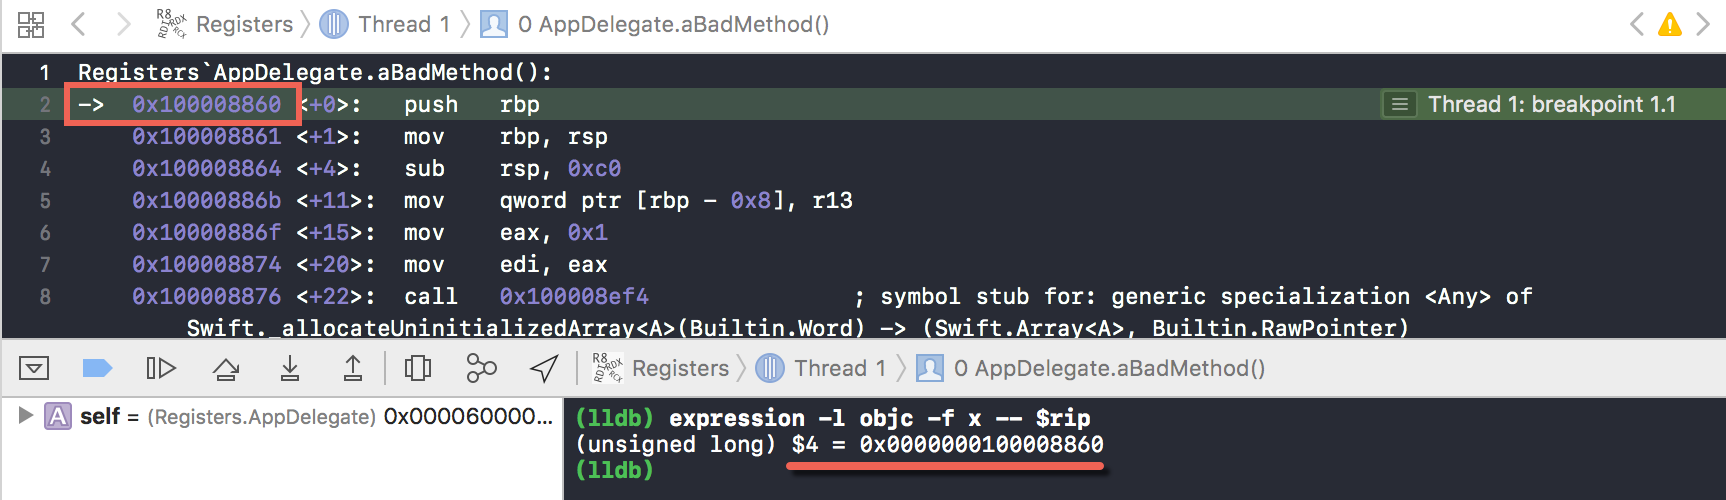 Registers Thread 1 0 AppDelegate.aBadMethod()
1 Registers`AppDelegate.aBadMethod():
2 -> 0x100008860 <+0>: push rbp Thread 1: breakpoint 1.1
3 0x100008861 <+1>: mov rbp, rsp
4 0x100008864 <+4>: sub rsp, 0xc0
5 0x10000886b <+11>: mov qword ptr [rbp - 0x8], r13
6 0x10000886f <+15>: mov eax, 0x1
7 0x100008874 <+20>: mov edi, eax
8 0x100008876 <+22>: call 0x100008ef4 ; symbol stub for: generic specialization <Any> of
Swift._allocateUninitializedArray<A>(Builtin.Word) -> (Swift.Array<A>, Builtin.RawPointer)
Registers Thread 1 0 AppDelegate.aBadMethod()
A self = (Registers.AppDelegate) 0x000060000...
(lldb) expression -l objc -f x -- $rip
(unsigned long) $4 = 0x0000000100008860
(lldb)